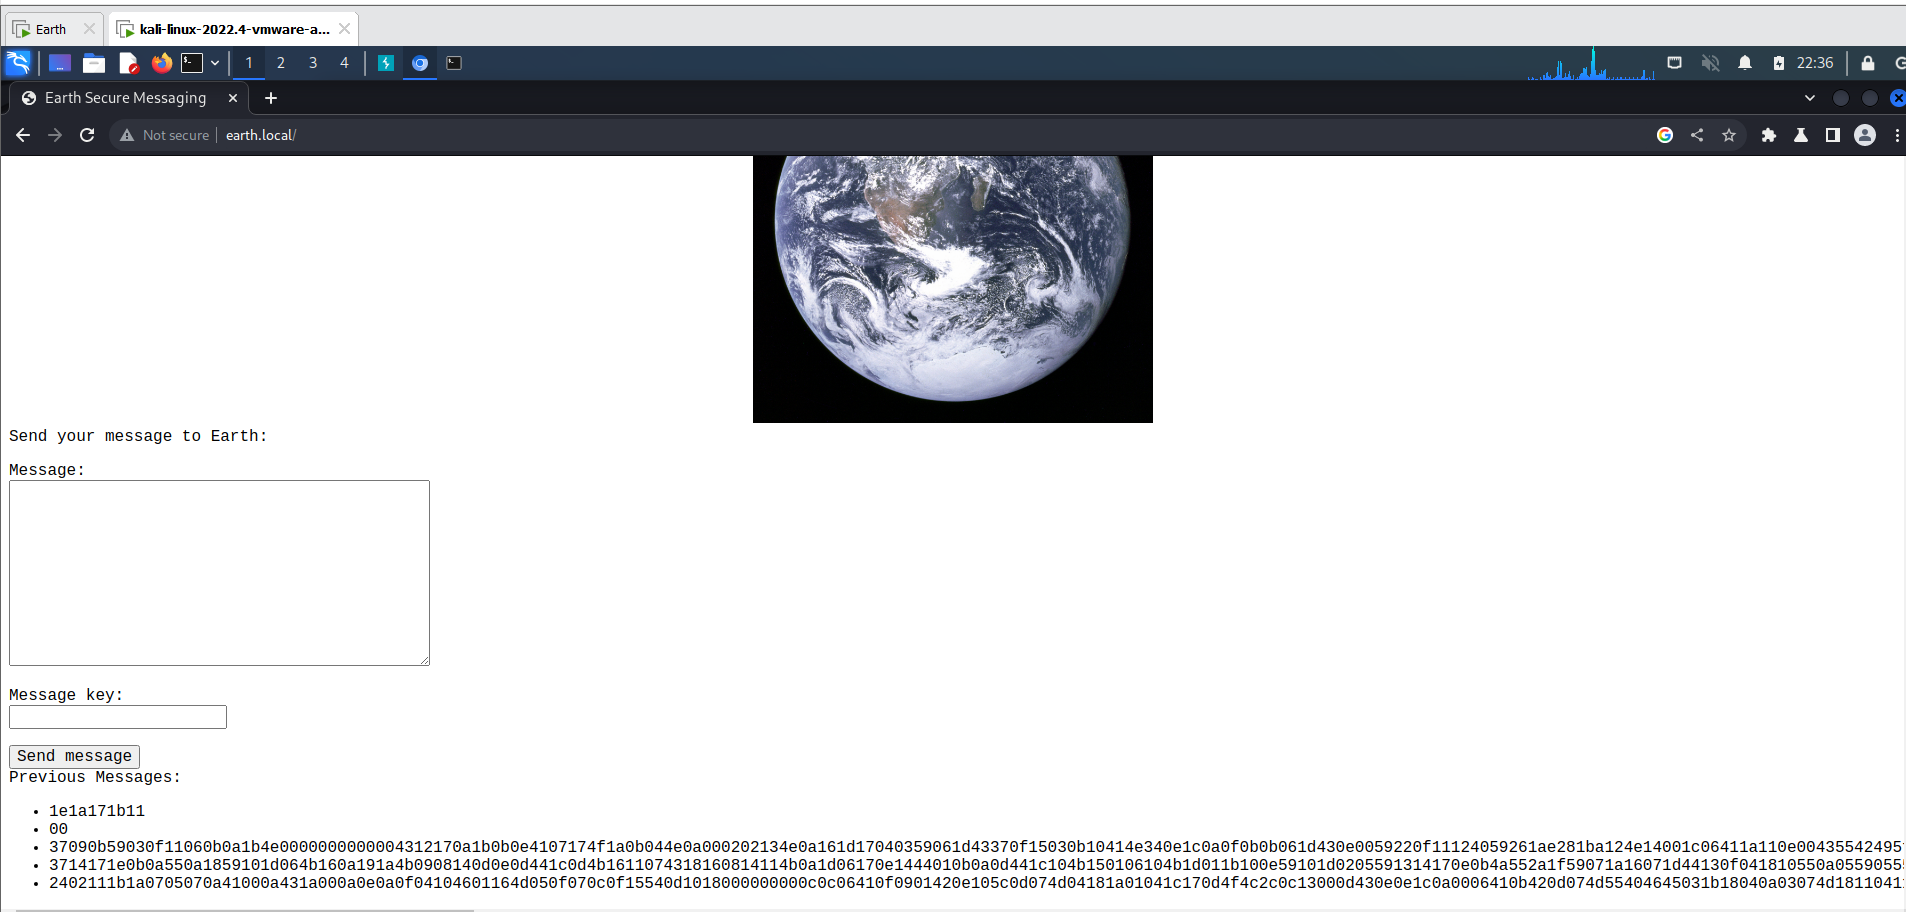 Earth
kali-linux-2022.4-vmware-a...
1 2 3 4
22:36
Earth Secure Messaging
Not secure earth.local/
Send your message to Earth:
Message:
Message key:
Send message
Previous Messages:
1e1a171b11
00
37090b59030f11060b0a1b4e0000000000004312170a1b0b0e4107174f1a0b044e0a000202134e0a161d17040359061d43370f15030b10414e340e1c0a0f0b0b061d430e0059220f11124059261ae281ba124e14001c06411a110e00435542495
3714171e0b0a550a1859101d064b160a191a4b0908140d0e0d441c0d4b1611074318160814114b0a1d06170e1444010b0a0d441c104b150106104b1d011b100e59101d0205591314170e0b4a552a1f59071a16071d44130f041810550a059055
2402111b1a0705070a41000a431a000a0e0a0f04104601164d050f070c0f15540d1018000000000c0c06410f0901420e105c0d074d04181a01041c170d4f4c2c0c13000d430e0e1c0a0006410b420d074d55404645031b18040a03074d181104